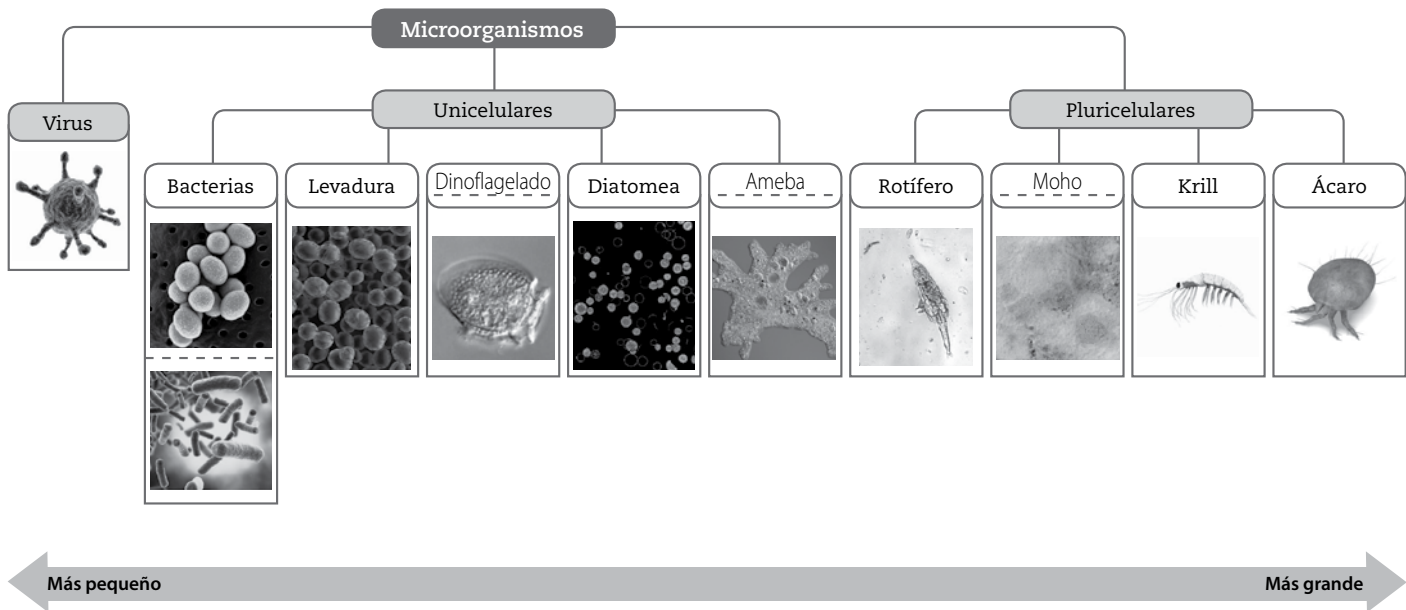 Microorganismos
Virus
Unicelulares
Pluricelulares
Bacterias
Levadura
Dinoflagelado
Diatomea
Ameba
Rotífero
Moho
Krill
Ácaro
Más pequeño
Más grande